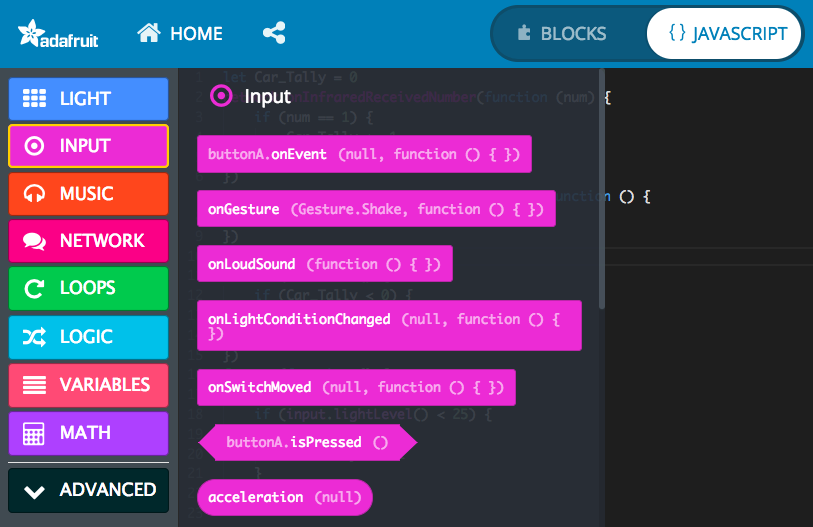 adafruit
HOME
BLOCKS
{ } JAVASCRIPT
LIGHT
INPUT
MUSIC
NETWORK
LOOPS
LOGIC
VARIABLES
MATH
ADVANCED
Input
buttonA.onEvent (null, function () { })
onGesture (Gesture.Shake, function () { })
onLoudSound (function () { })
onLightConditionChanged (null, function () {
})
onSwitchMoved (null, function () { })
buttonA.isPressed ()
acceleration (null)
let Car_Tally = 0
onInfraredReceivedNumber(function (num) {
if (num == 1) {
})
function () {
})
if (Car_Tally < 0) {
})
if (input.lightLevel() < 25) {
}